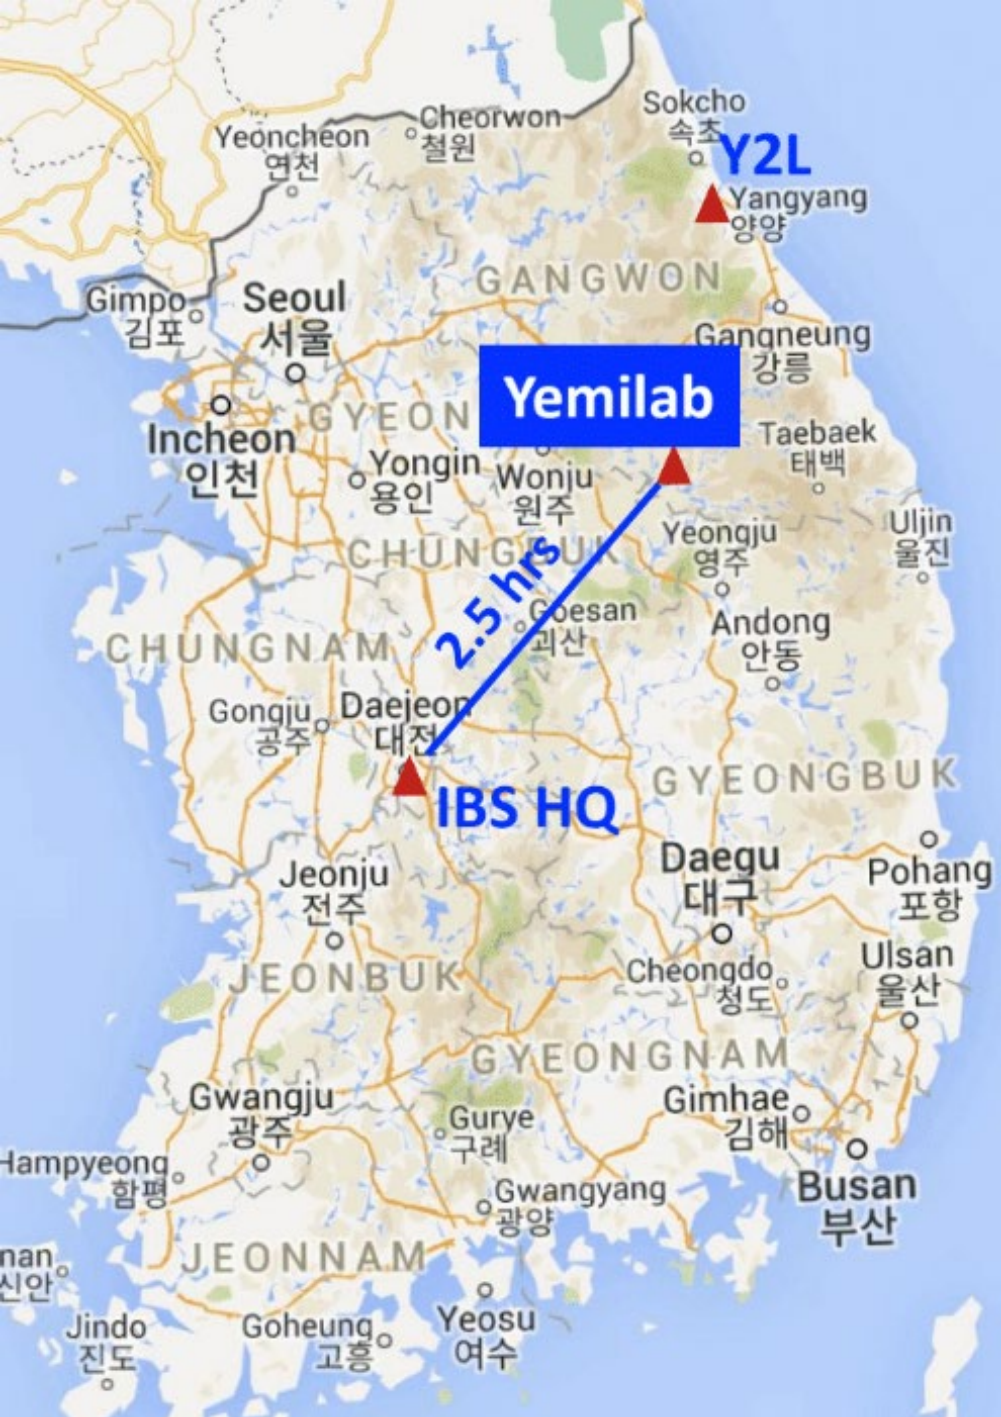 Sokcho
속초
Cheorwon
철원
Yeoncheon
연천
Y2L
Yangyang
양양
GANGWON
Gimpo
김포
Seoul
서울
Gangneung
강릉
Yemilab
GYEON
Incheon
인천
Taebaek
태백
Yongin
용인
Wonju
원주
Uljin
울진
Yeongju
영주
CHUNGBUK
2.5 hrs
Goesan
괴산
Andong
안동
CHUNGNAM
Gongju
공주
Daejeon
대전
GYEONGBUK
IBS HQ
Daegu
대구
Pohang
포항
Jeonju
전주
Ulsan
울산
Cheongdo
청도
JEONBUK
GYEONGNAM
Gwangju
광주
Gimhae
김해
Gurye
구례
Hampyeong
함평
Gwangyang
광양
Busan
부산
JEONNAM
nan
신안
Jindo
진도
Goheung
고흥
Yeosu
여수